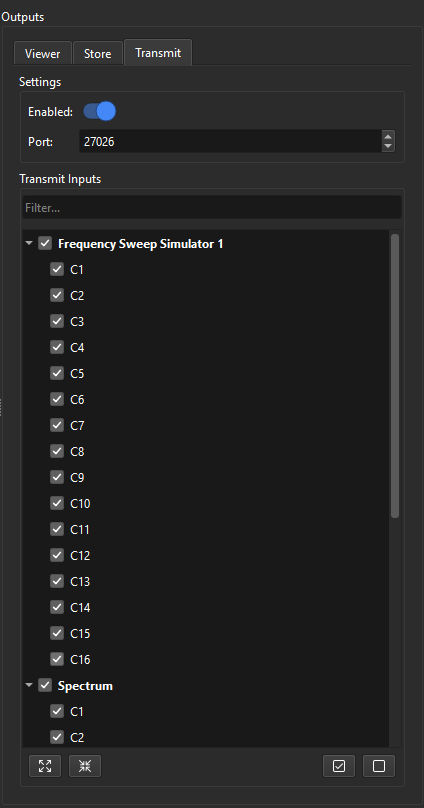 Outputs
Viewer Store Transmit
Settings
Enabled:
Port: 27026
Transmit Inputs
Filter...
Frequency Sweep Simulator 1
C1
C2
C3
C4
C5
C6
C7
C8
C9
C10
C11
C12
C13
C14
C15
C16
Spectrum
C1
C2